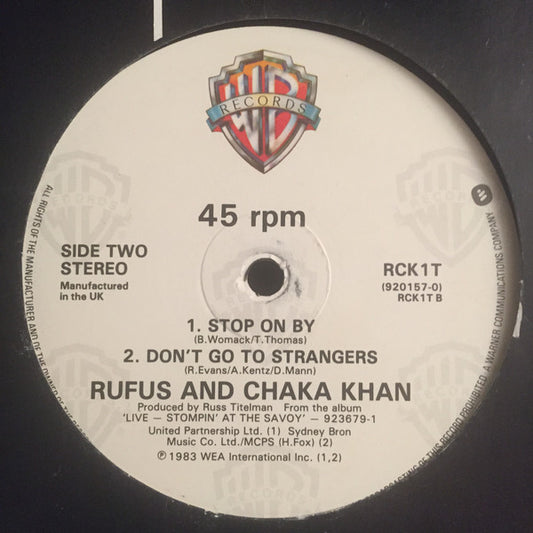 WB
RECORDS
45 rpm
SIDE TWO
STEREO
Manufactured
in the UK
RCK1T
(920157-0)
RCK1T B
1. STOP ON BY
(B.Womack/T.Thomas)
2. DON'T GO TO STRANGERS
(R.Evans/A.Kentz/D.Mann)
RUFUS AND CHAKA KHAN
Produced by Russ Titelman From the album
'LIVE – STOMPIN' AT THE SAVOY' – 923679-1
United Partnership Ltd. (1) Sydney Bron
Music Co. Ltd./MCPS (H.Fox) (2)
℗ 1983 WEA International Inc. (1,2)
ALL RIGHTS OF THE MANUFACTURER AND OF THE
OF THIS RECORD PROHIBITED. A WARNER COMMUNICATIONS COMPANY